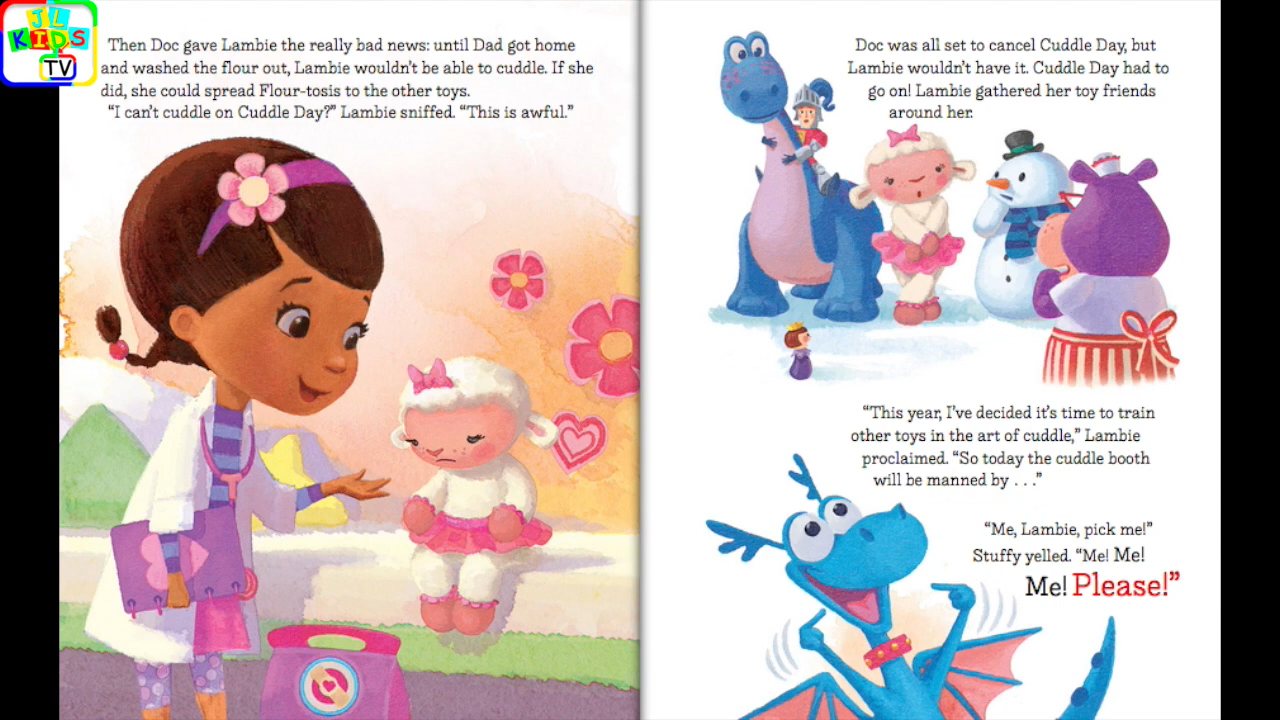 JL
KIDS
TV
Then Doc gave Lambie the really bad news: until Dad got home
and washed the flour out, Lambie wouldn't be able to cuddle. If she
did, she could spread Flour-tosis to the other toys.
“I can't cuddle on Cuddle Day?” Lambie sniffed. “This is awful.”
Doc was all set to cancel Cuddle Day, but
Lambie wouldn’t have it. Cuddle Day had to
go on! Lambie gathered her toy friends
around her.
“This year, I’ve decided it’s time to train
other toys in the art of cuddle,” Lambie
proclaimed. “So today the cuddle booth
will be manned by . . .”
“Me, Lambie, pick me!”
Stuffy yelled. “Me! Me!
Me! Please!”